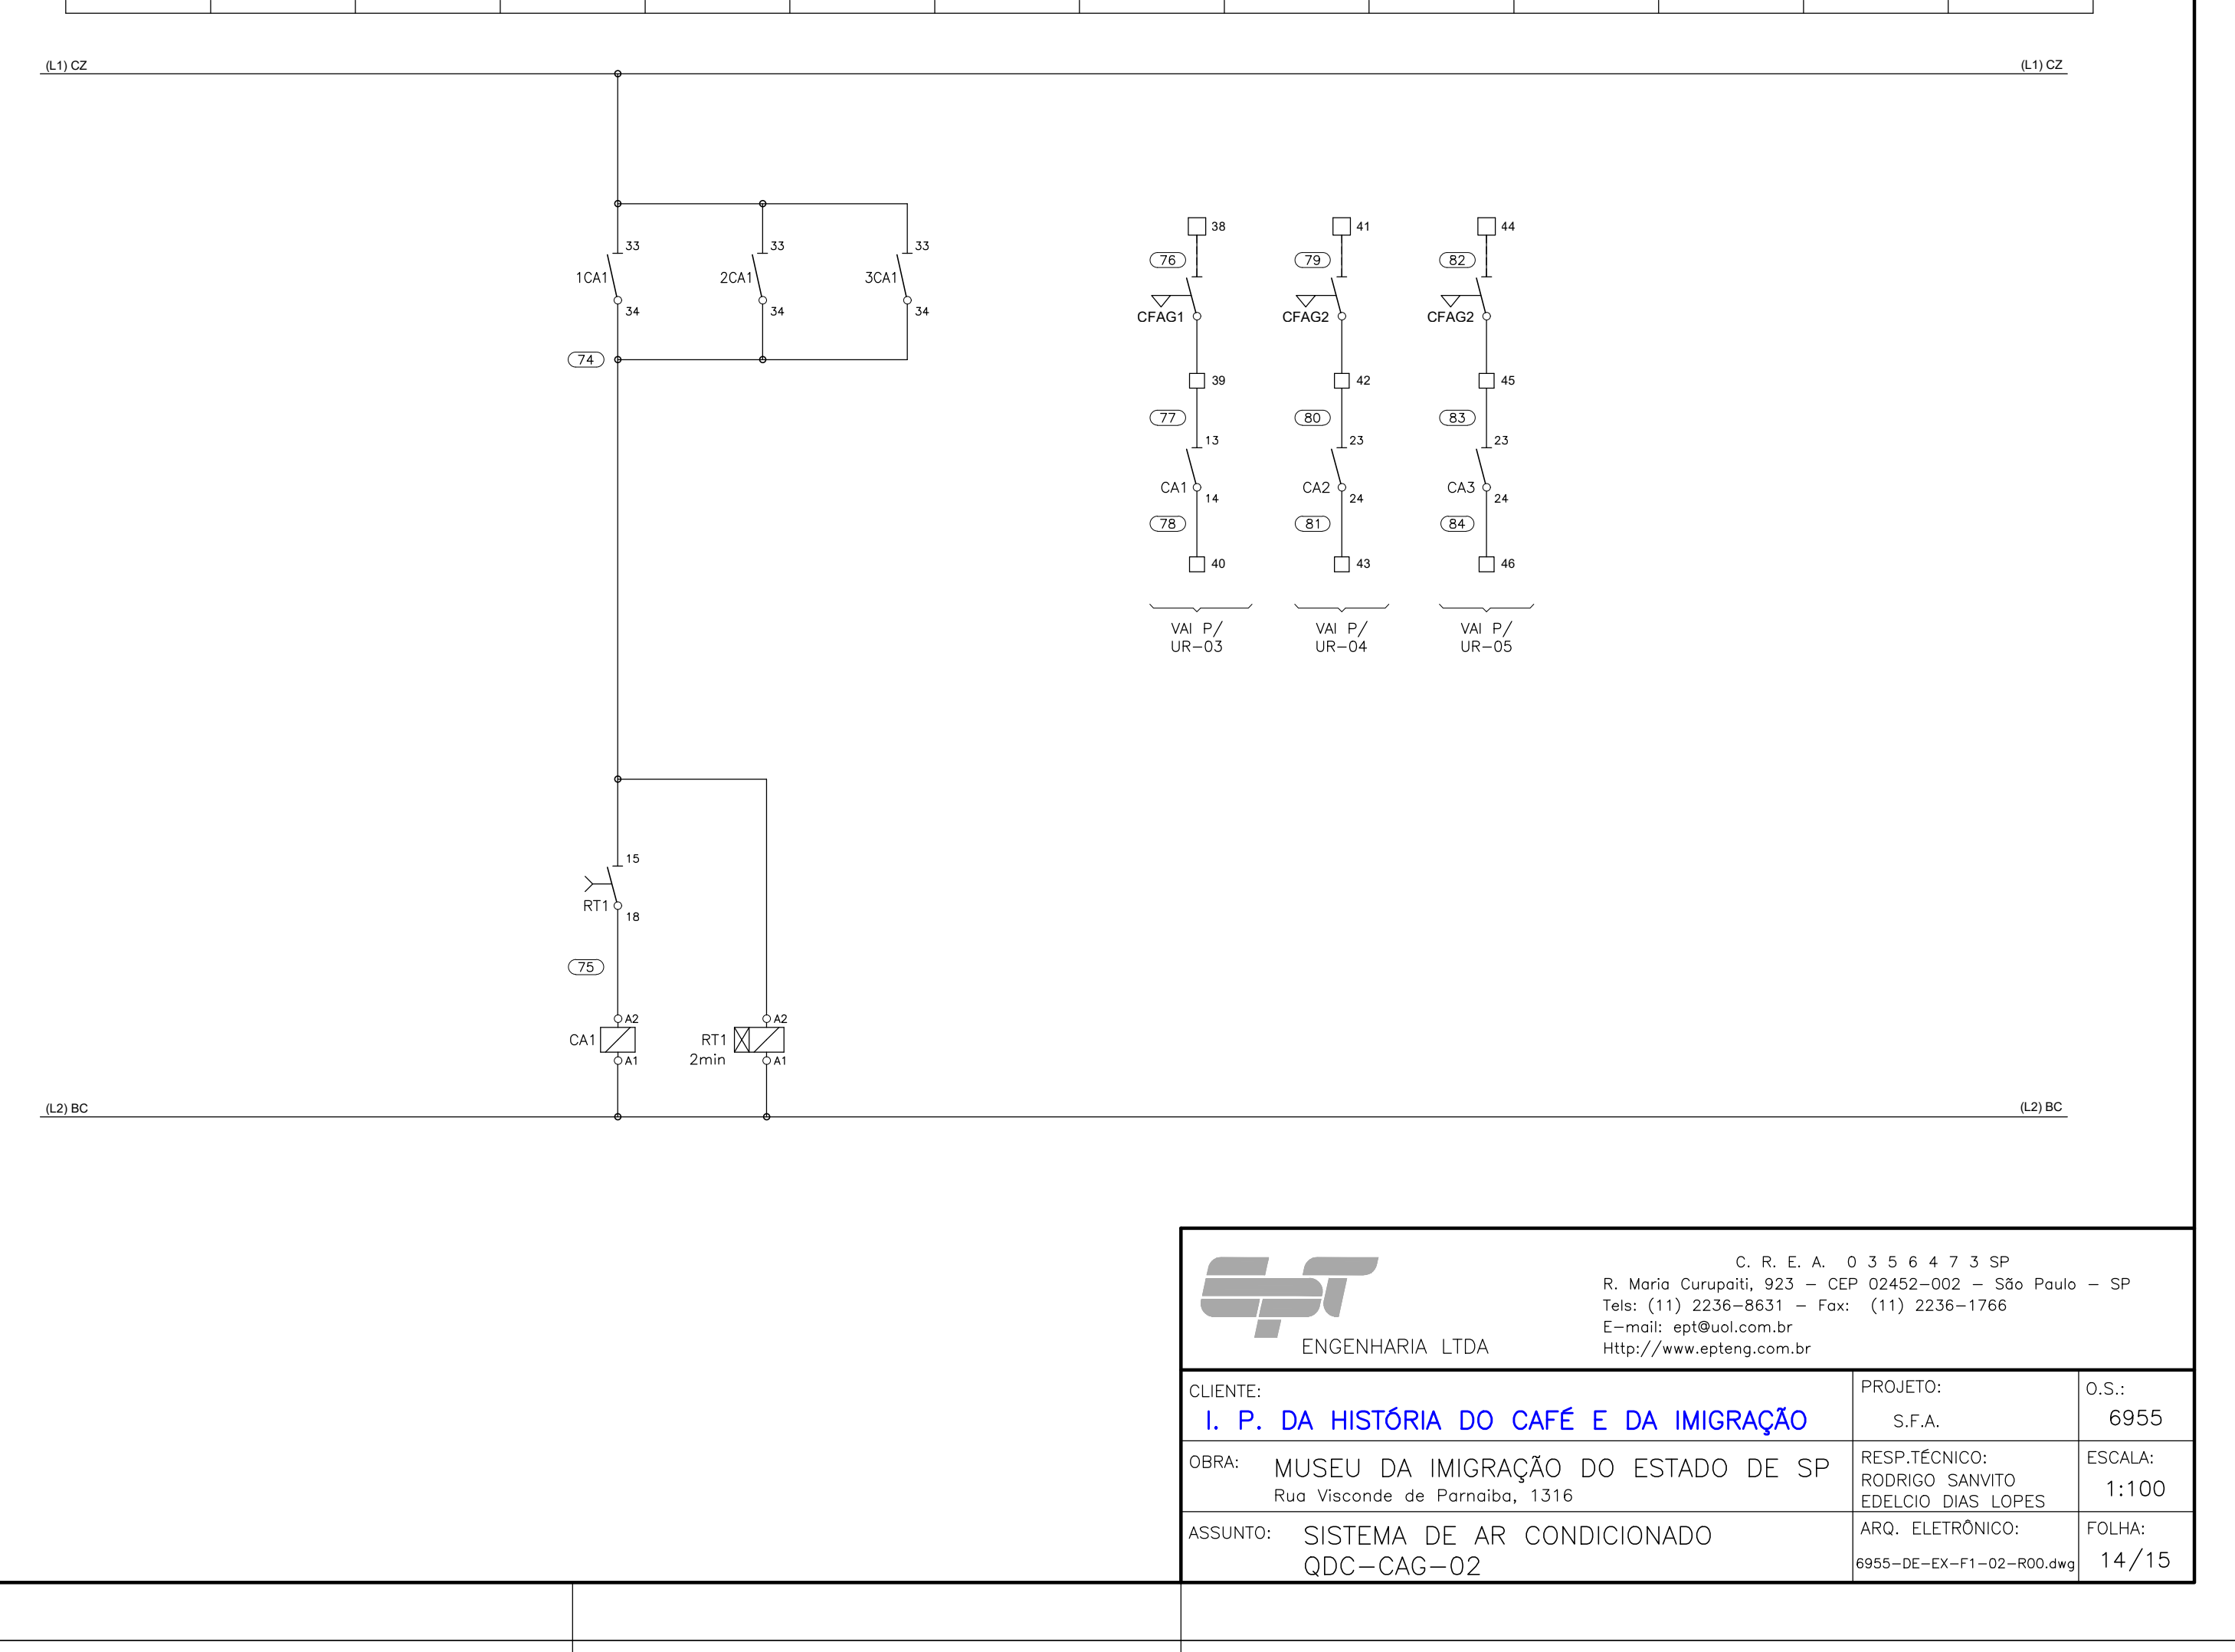 (L1) CZ
(L1) CZ
33
33
33
1CA1
2CA1
3CA1
34
34
34
74
38
41
44
76
79
82
CFAG1
CFAG2
CFAG2
39
42
45
77
80
83
13
23
23
CA1
CA2
CA3
14
24
24
78
81
84
40
43
46
VAI P/
UR-03
VAI P/
UR-04
VAI P/
UR-05
15
RT1
18
75
A2
A2
CA1
RT1
2min
A1
A1
(L2) BC
(L2) BC
EPT
ENGENHARIA LTDA
C. R. E. A. 0 3 5 6 4 7 3 SP
R. Maria Curupaiti, 923 - CEP 02452-002 - São Paulo - SP
Tels: (11) 2236-8631 - Fax: (11) 2236-1766
E-mail: ept@uol.com.br
Http://www.epteng.com.br
CLIENTE:
I. P. DA HISTÓRIA DO CAFÉ E DA IMIGRAÇÃO
PROJETO:
S.F.A.
O.S.:
6955
OBRA: MUSEU DA IMIGRAÇÃO DO ESTADO DE SP
Rua Visconde de Parnaiba, 1316
RESP.TÉCNICO:
RODRIGO SANVITO
EDELCIO DIAS LOPES
ESCALA:
1:100
ASSUNTO: SISTEMA DE AR CONDICIONADO
QDC-CAG-02
ARQ. ELETRÔNICO:
6955-DE-EX-F1-02-R00.dwg
FOLHA:
14/15